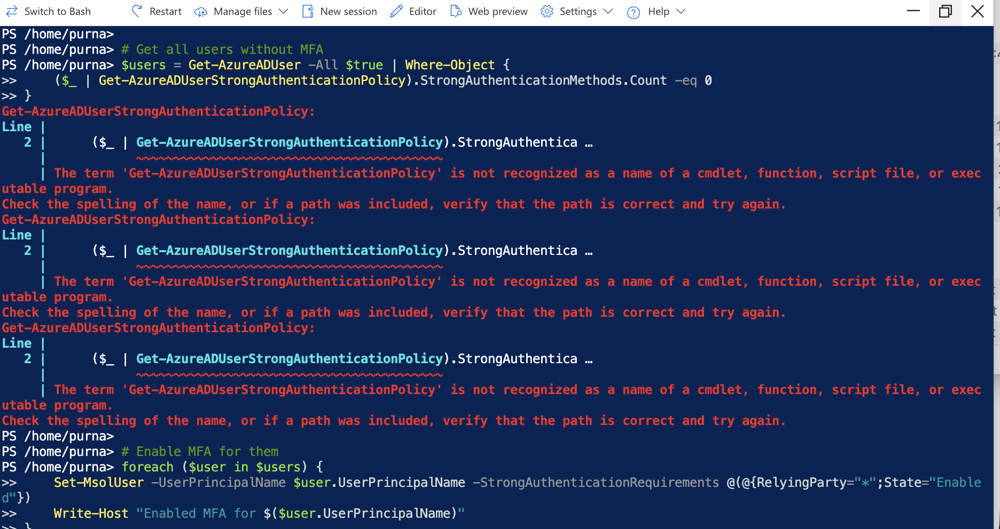 Switch to Bash Restart Manage files New session Editor Web preview Settings Help
PS /home/purna>
PS /home/purna> # Get all users without MFA
PS /home/purna> $users = Get-AzureADUser -All $true | Where-Object {
>>     ($_ | Get-AzureADUserStrongAuthenticationPolicy).StrongAuthenticationMethods.Count -eq 0
>> }
Get-AzureADUserStrongAuthenticationPolicy:
Line |
   2 |      ($_ | Get-AzureADUserStrongAuthenticationPolicy).StrongAuthentica …
     |            ~~~~~~~~~~~~~~~~~~~~~~~~~~~~~~~~~~~~~~~~~
     | The term 'Get-AzureADUserStrongAuthenticationPolicy' is not recognized as a name of a cmdlet, function, script file, or exec
utable program.
Check the spelling of the name, or if a path was included, verify that the path is correct and try again.
Get-AzureADUserStrongAuthenticationPolicy:
Line |
   2 |      ($_ | Get-AzureADUserStrongAuthenticationPolicy).StrongAuthentica …
     |            ~~~~~~~~~~~~~~~~~~~~~~~~~~~~~~~~~~~~~~~~~
     | The term 'Get-AzureADUserStrongAuthenticationPolicy' is not recognized as a name of a cmdlet, function, script file, or exec
utable program.
Check the spelling of the name, or if a path was included, verify that the path is correct and try again.
Get-AzureADUserStrongAuthenticationPolicy:
Line |
   2 |      ($_ | Get-AzureADUserStrongAuthenticationPolicy).StrongAuthentica …
     |            ~~~~~~~~~~~~~~~~~~~~~~~~~~~~~~~~~~~~~~~~~
     | The term 'Get-AzureADUserStrongAuthenticationPolicy' is not recognized as a name of a cmdlet, function, script file, or exec
utable program.
Check the spelling of the name, or if a path was included, verify that the path is correct and try again.
PS /home/purna>
PS /home/purna> # Enable MFA for them
PS /home/purna> foreach ($user in $users) {
>>     Set-MsolUser -UserPrincipalName $user.UserPrincipalName -StrongAuthenticationRequirements @(@{RelyingParty="*";State="Enable
d"})
>>     Write-Host "Enabled MFA for $($user.UserPrincipalName)"
>> }